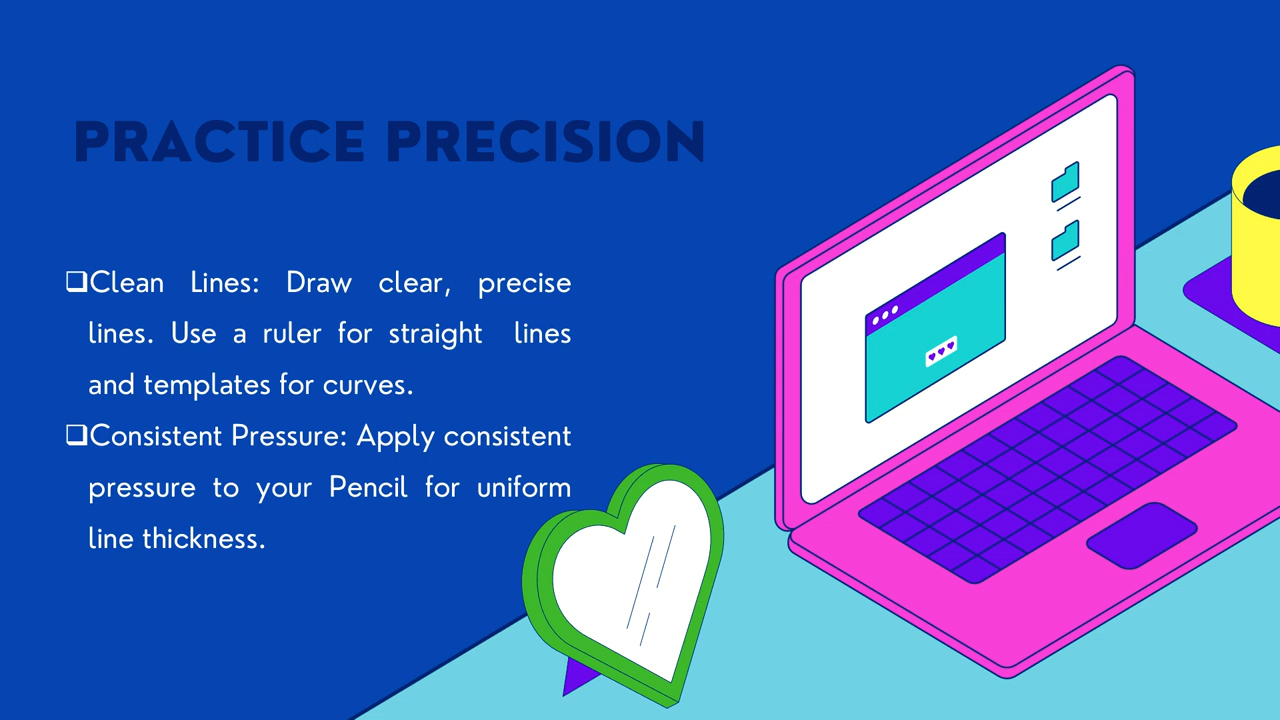 PRACTICE PRECISION
❑Clean Lines: Draw clear, precise
lines. Use a ruler for straight lines
and templates for curves.
❑Consistent Pressure: Apply consistent
pressure to your Pencil for uniform
line thickness.